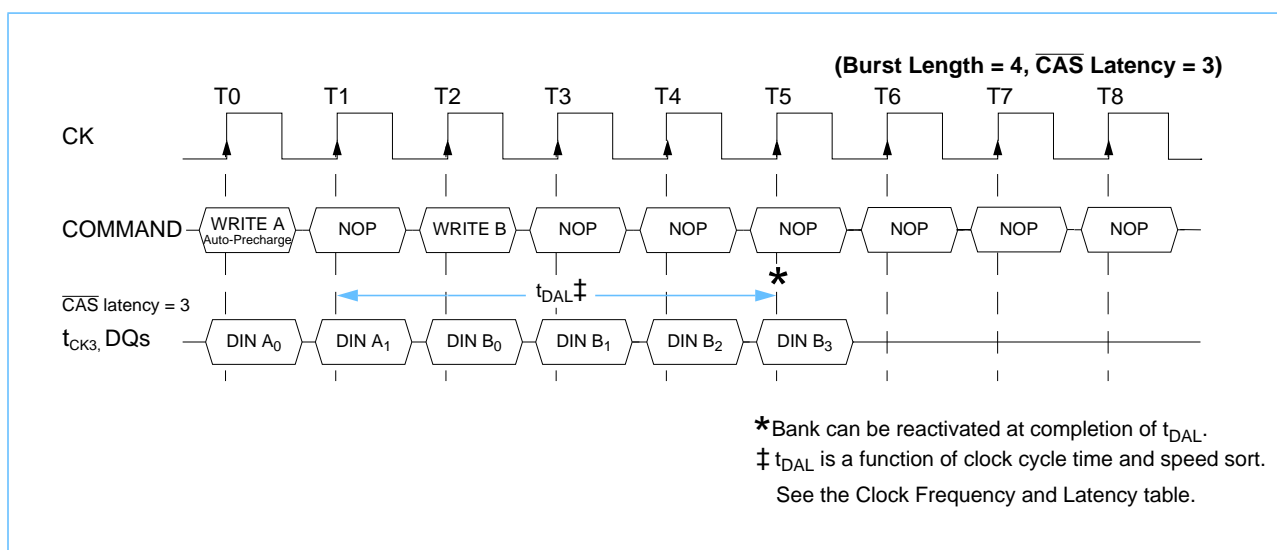 (Burst Length = 4, CAS Latency = 3)
T0 T1 T2 T3 T4 T5 T6 T7 T8
CK
COMMAND
WRITE A
Auto-Precharge
NOP
WRITE B
NOP
NOP
NOP
NOP
NOP
NOP
*
tDAL‡
CAS latency = 3
tCK3, DQs
DIN A0
DIN A1
DIN B0
DIN B1
DIN B2
DIN B3
*Bank can be reactivated at completion of tDAL.
‡ tDAL is a function of clock cycle time and speed sort.
See the Clock Frequency and Latency table.